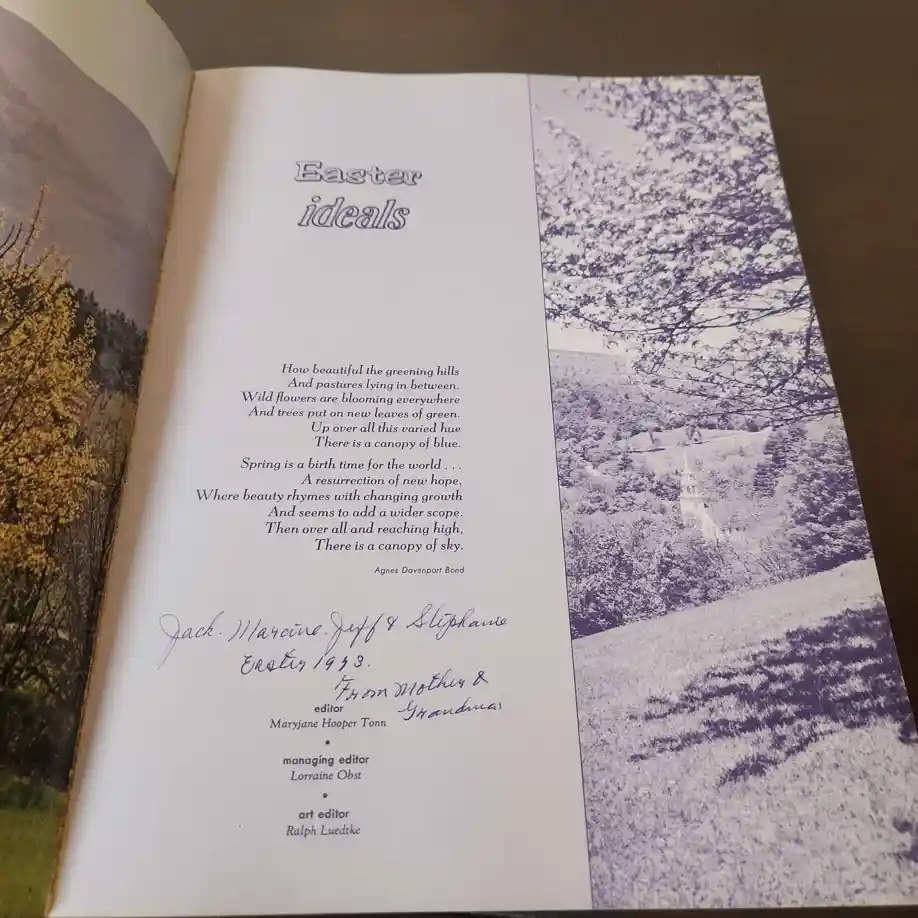 Easter
ideals
How beautiful the greening hills
And pastures lying in between.
Wild flowers are blooming everywhere
And trees put on new leaves of green.
Up over all this varied hue
There is a canopy of blue.
Spring is a birth time for the world . . .
A resurrection of new hope,
Where beauty rhymes with changing growth
And seems to add a wider scope.
Then over all and reaching high,
There is a canopy of sky.
Agnes Davenport Bond
Jack. Marcine. Jeff & Stephanie
Easter 1973.
From Mother &
Grandma.
editor
Maryjane Hooper Tonn
•
managing editor
Lorraine Obst
•
art editor
Ralph Luedtke